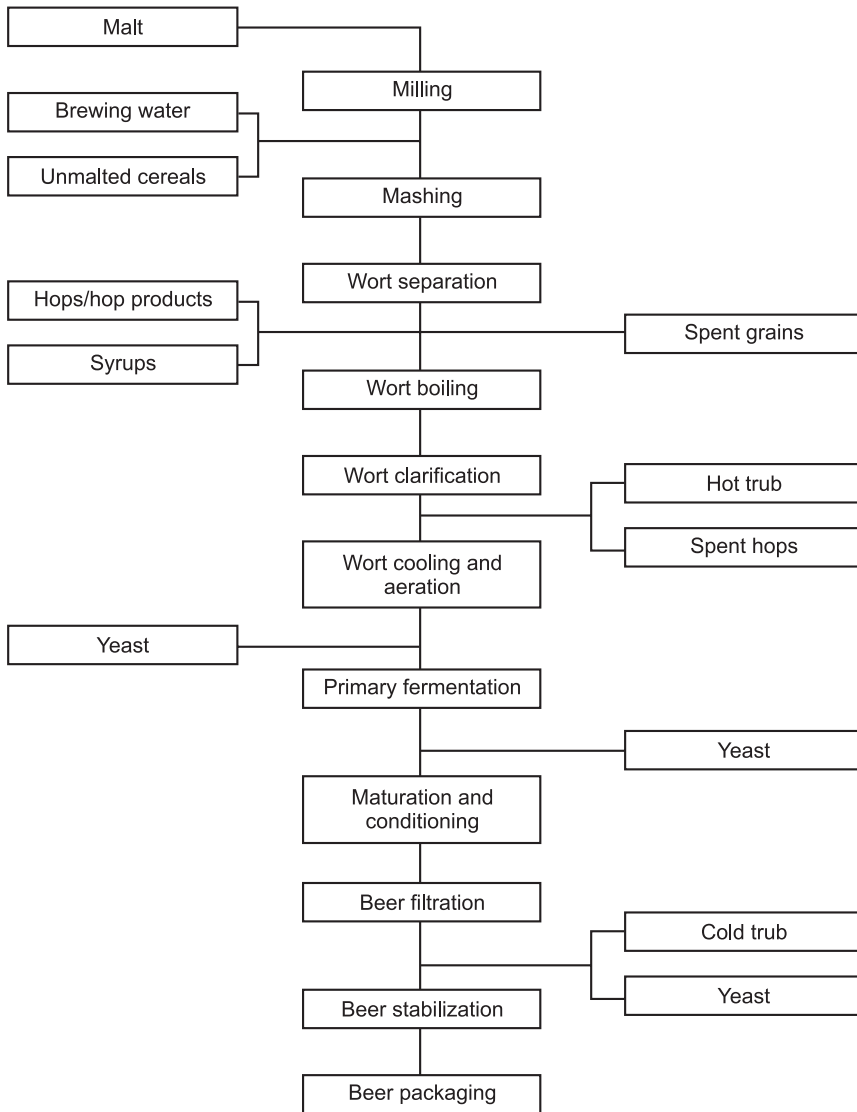 Malt
Milling
Brewing water
Unmalted cereals
Mashing
Wort separation
Hops/hop products
Spent grains
Syrups
Wort boiling
Wort clarification
Hot trub
Spent hops
Wort cooling and
aeration
Yeast
Primary fermentation
Yeast
Maturation and
conditioning
Beer filtration
Cold trub
Yeast
Beer stabilization
Beer packaging